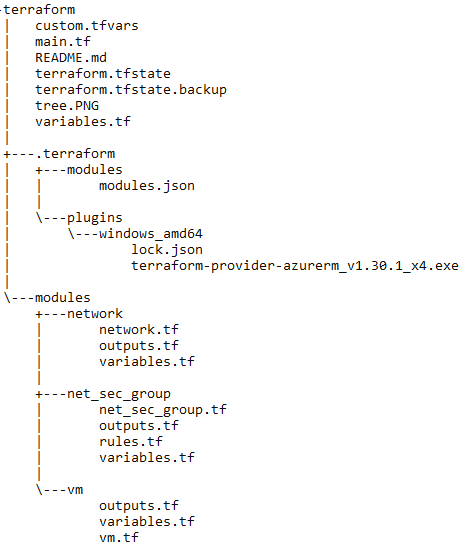 terraform
|   custom.tfvars
|   main.tf
|   README.md
|   terraform.tfstate
|   terraform.tfstate.backup
|   tree.PNG
|   variables.tf
|
+---.terraform
|   +---modules
|   |       modules.json
|   |
|   \---plugins
|       \---windows_amd64
|               lock.json
|               terraform-provider-azurerm_v1.30.1_x4.exe
|
\---modules
    +---network
    |       network.tf
    |       outputs.tf
    |       variables.tf
    |
    +---net_sec_group
    |       net_sec_group.tf
    |       outputs.tf
    |       rules.tf
    |       variables.tf
    |
    \---vm
            outputs.tf
            variables.tf
            vm.tf